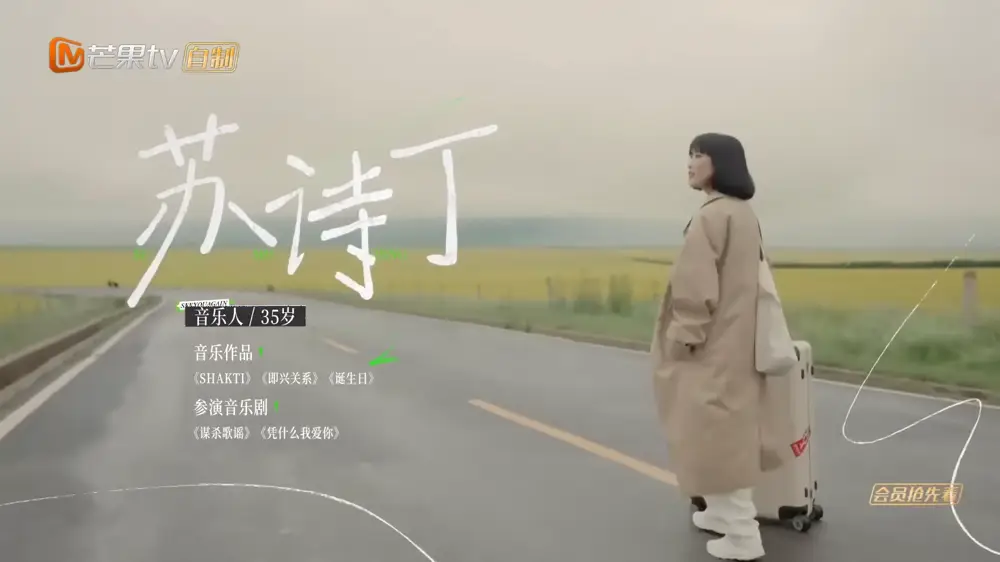 芒果tv 自制
苏诗丁
SEEYOUAGAIN
音乐人 / 35岁
音乐作品
《SHAKTI》《即兴关系》《诞生日》
参演音乐剧
《谋杀歌谣》《凭什么我爱你》
会员抢先看